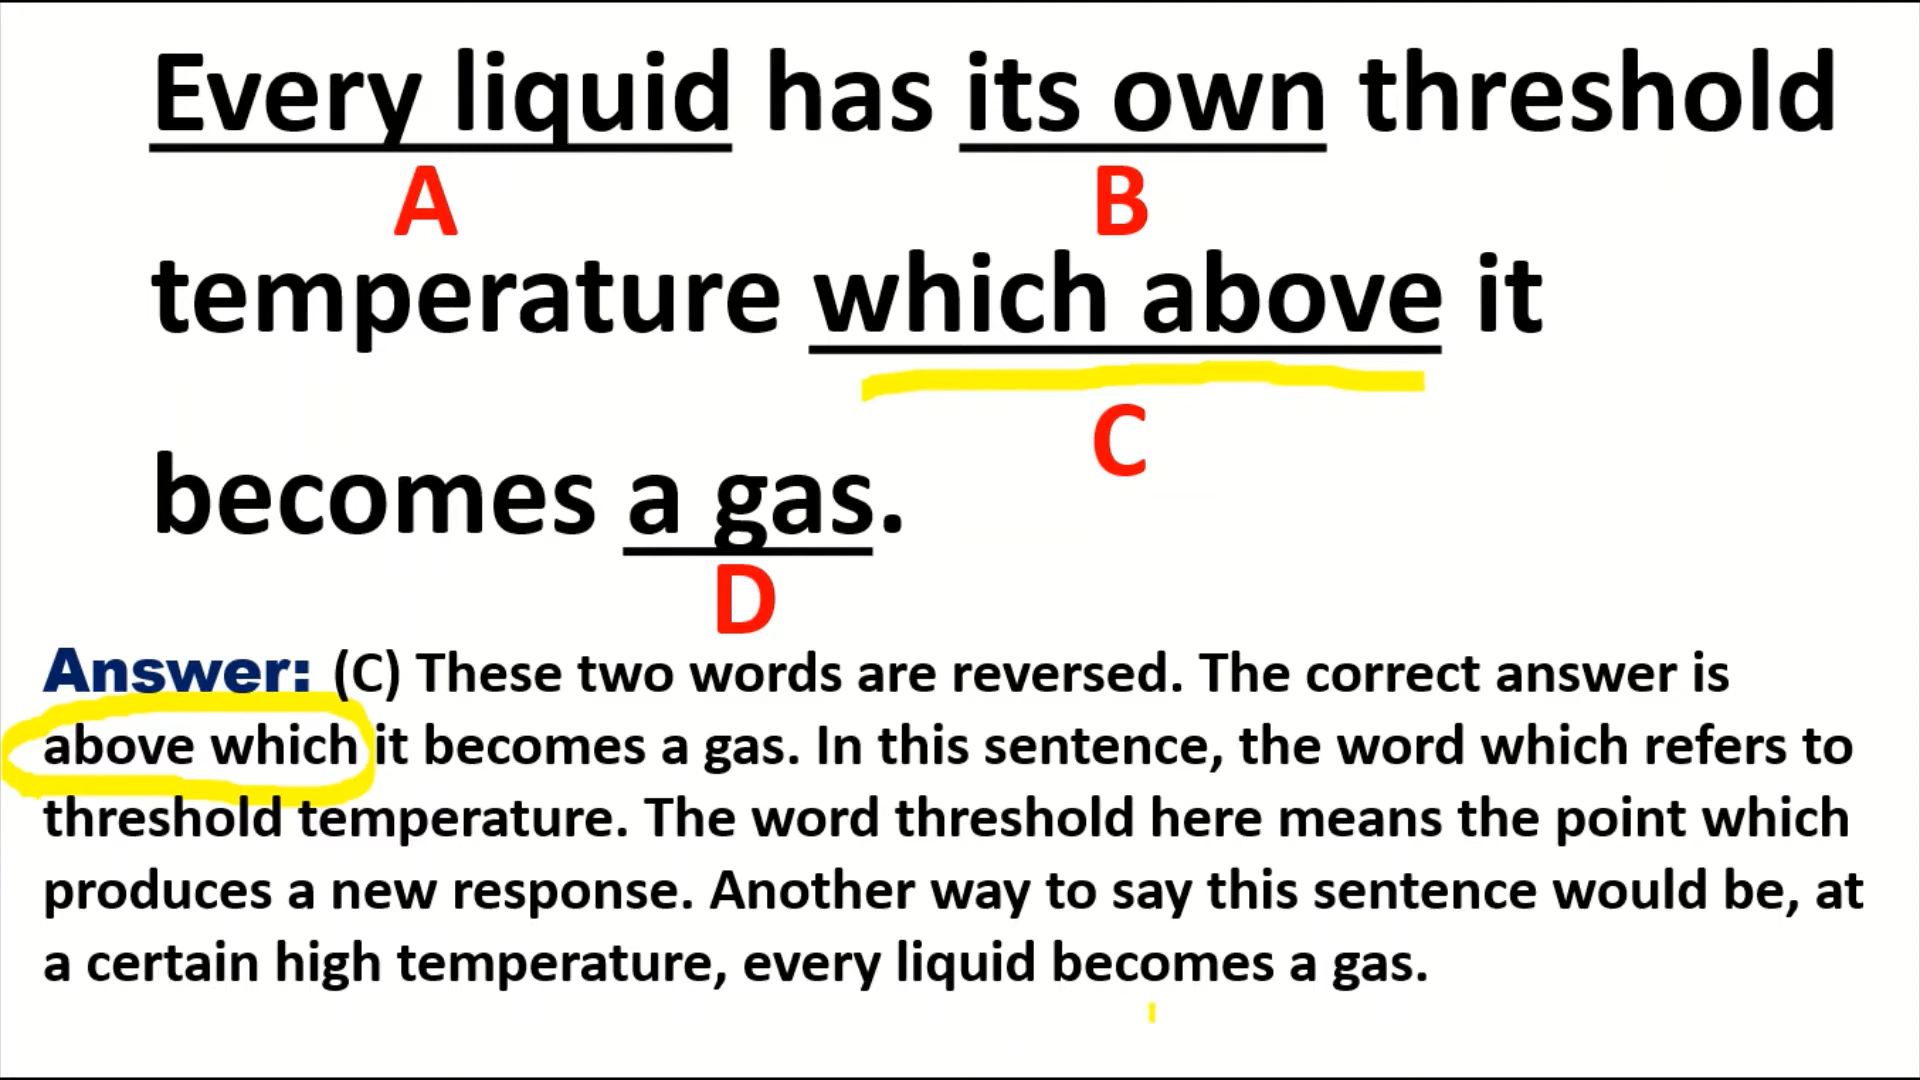 Every liquid has its own threshold
A B
temperature which above it
C
becomes a gas.
D
Answer: (C) These two words are reversed. The correct answer is
above which it becomes a gas. In this sentence, the word which refers to
threshold temperature. The word threshold here means the point which
produces a new response. Another way to say this sentence would be, at
a certain high temperature, every liquid becomes a gas.